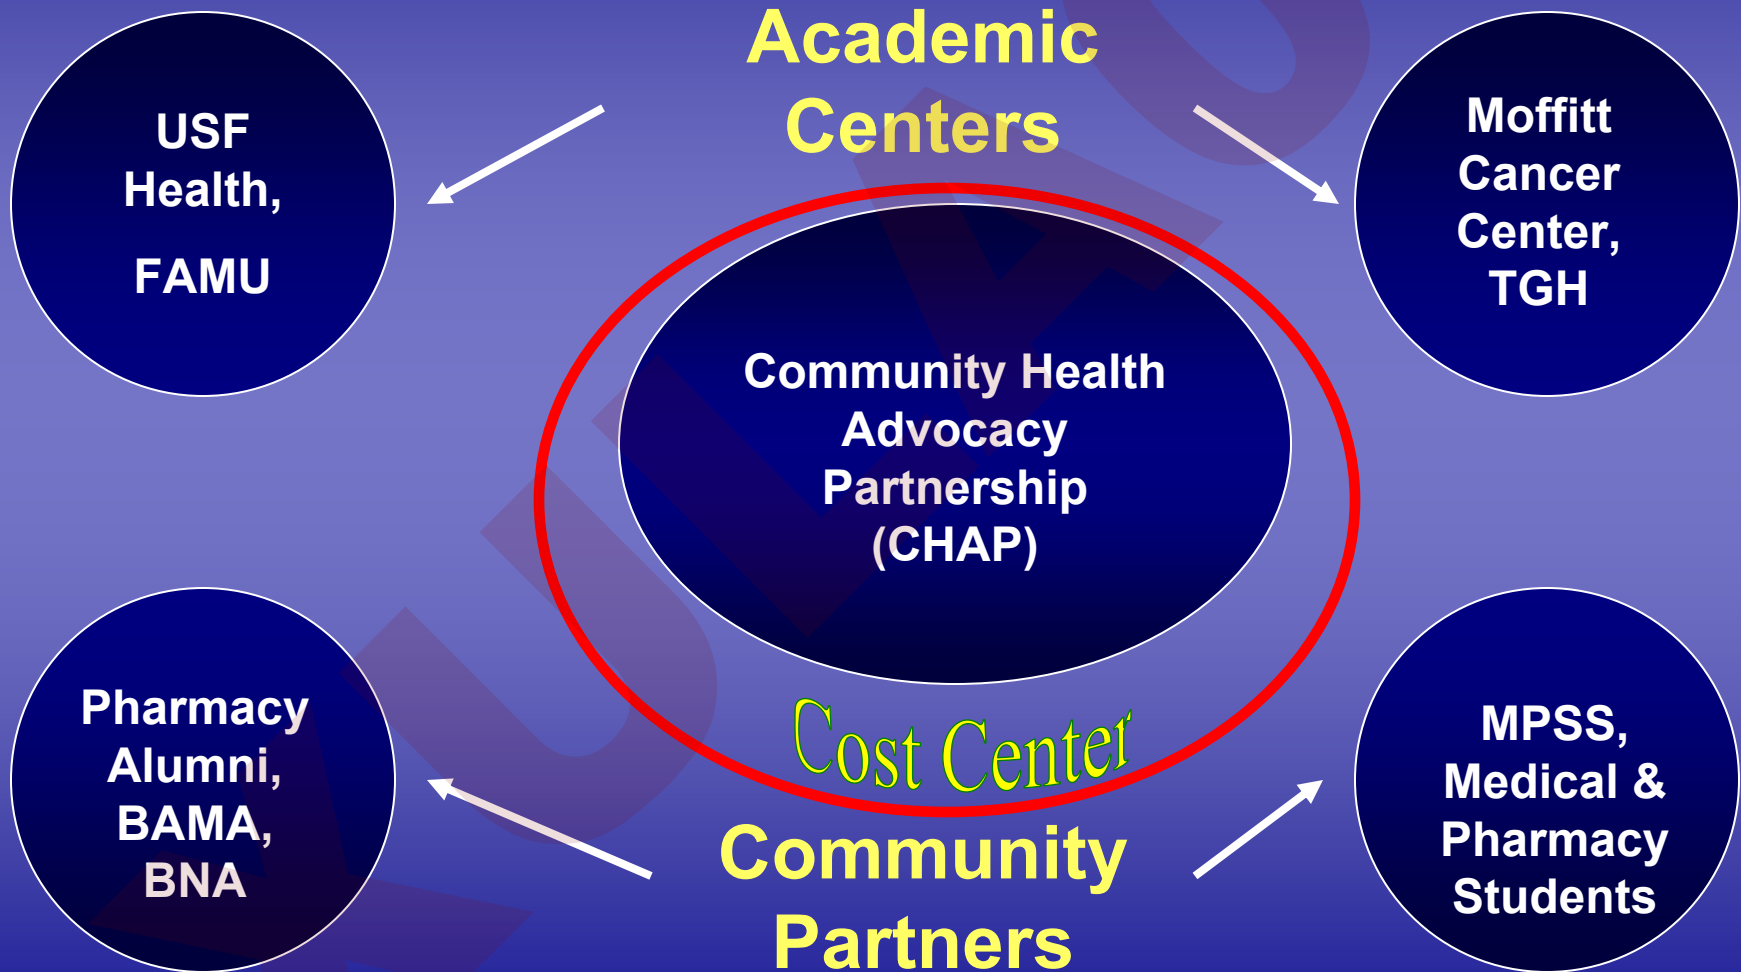 Academic
Centers
USF
Health,
FAMU
Moffitt
Cancer
Center,
TGH
Community Health
Advocacy
Partnership
(CHAP)
Cost Center
Pharmacy
Alumni,
BAMA,
BNA
MPSS,
Medical &
Pharmacy
Students
Community
Partners